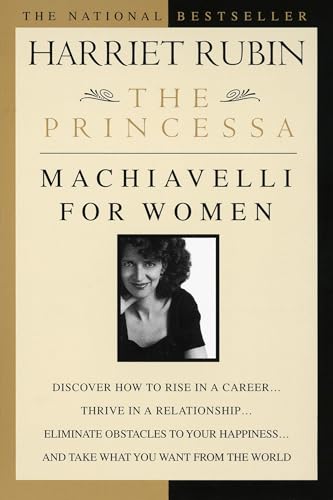 THE NATIONAL BESTSELLER
HARRIET RUBIN
THE
PRINCESSA
MACHIAVELLI
FOR WOMEN
DISCOVER HOW TO RISE IN A CAREER...
THRIVE IN A RELATIONSHIP...
ELIMINATE OBSTACLES TO YOUR HAPPINESS...
AND TAKE WHAT YOU WANT FROM THE WORLD